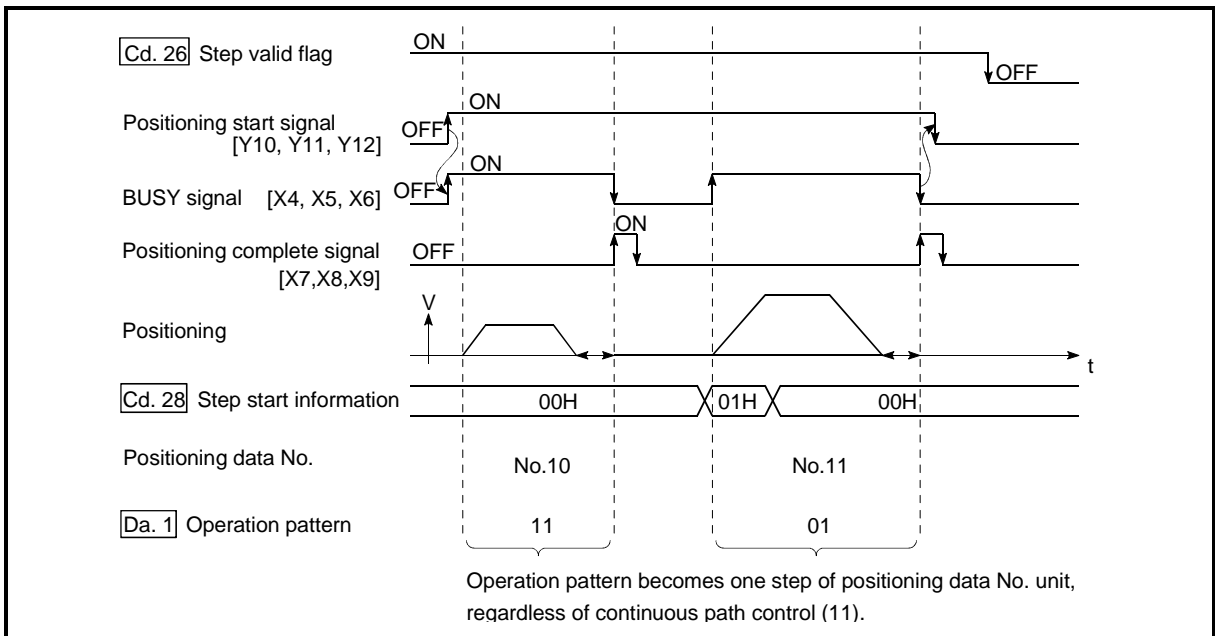 ON
Cd. 26 Step valid flag
OFF
ON
Positioning start signal
OFF
[Y10, Y11, Y12]
ON
BUSY signal [X4, X5, X6]
OFF
ON
Positioning complete signal
OFF
[X7,X8,X9]
V
Positioning
t
Cd. 28 Step start information
00H 01H 00H
Positioning data No. No.10 No.11
Da. 1 Operation pattern 11 01
Operation pattern becomes one step of positioning data No. unit,
regardless of continuous path control (11).